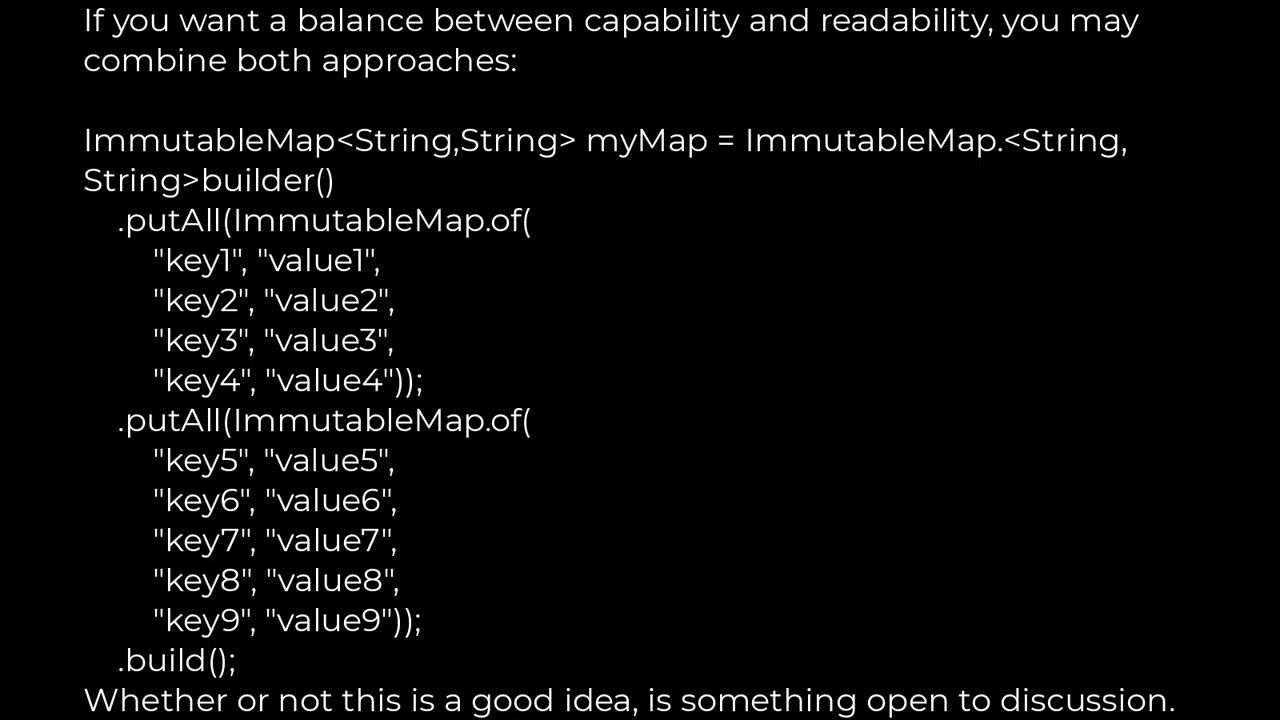 If you want a balance between capability and readability, you may
combine both approaches:
ImmutableMap<String,String> myMap = ImmutableMap.<String,
String>builder()
.putAll(ImmutableMap.of(
"key1", "value1",
"key2", "value2",
"key3", "value3",
"key4", "value4"));
.putAll(ImmutableMap.of(
"key5", "value5",
"key6", "value6",
"key7", "value7",
"key8", "value8",
"key9", "value9"));
.build();
Whether or not this is a good idea, is something open to discussion.